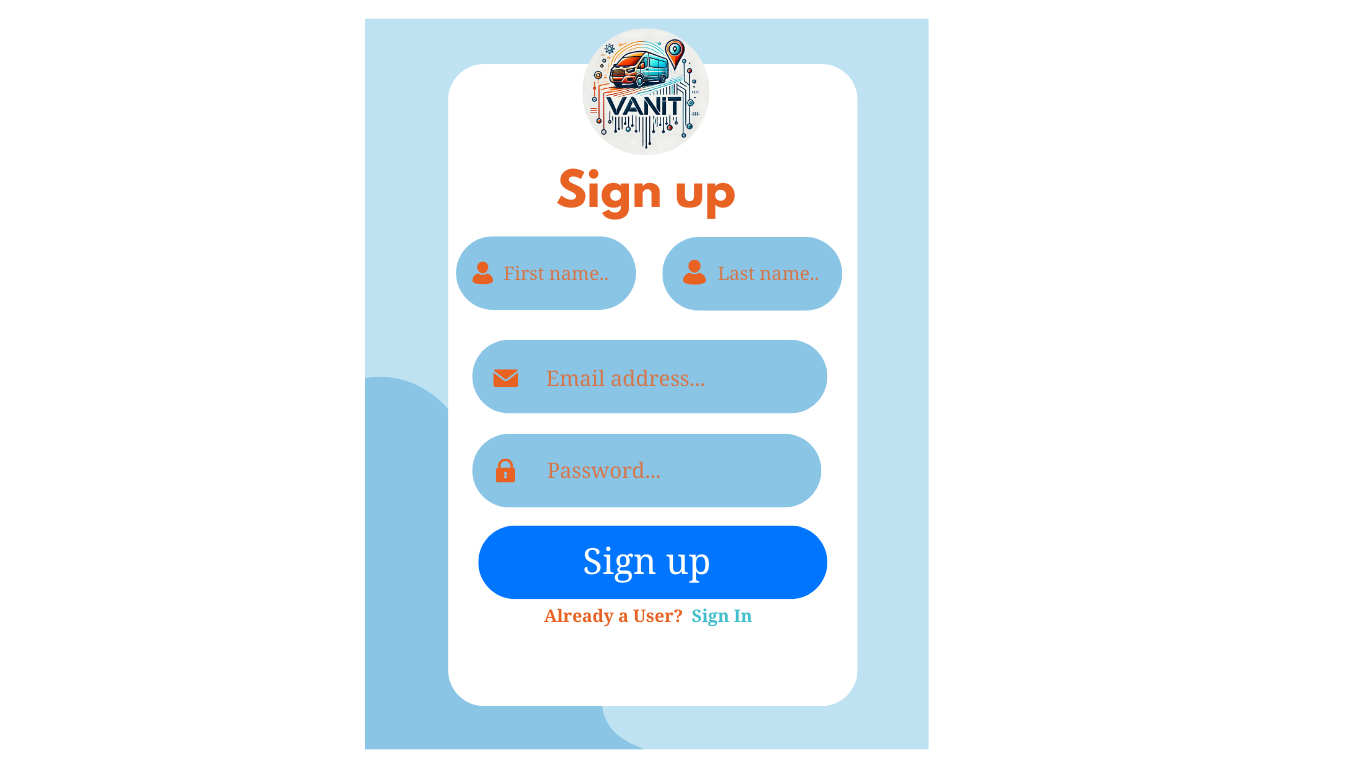 VANIT
Sign up
First name.. Last name..
Email address...
Password...
Sign up
Already a User? Sign In